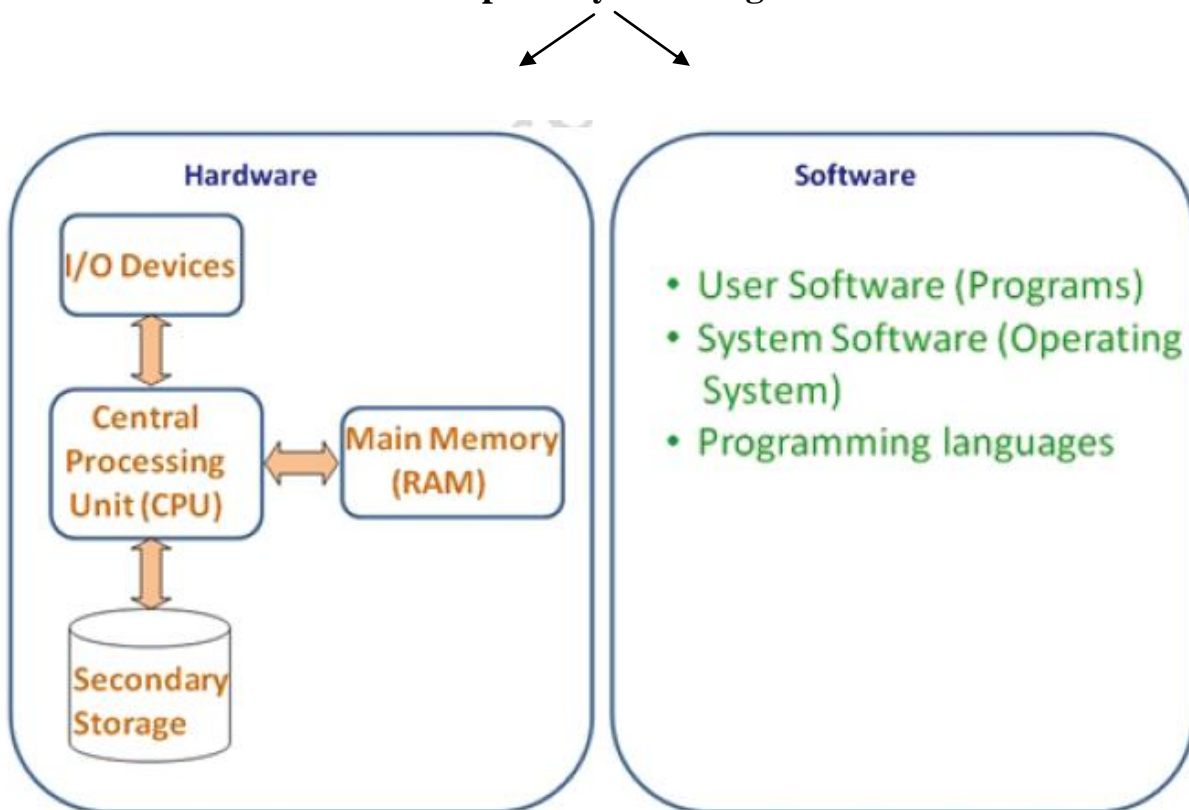 Hardware
I/O Devices
Central
Processing
Unit (CPU)
Main Memory
(RAM)
Secondary
Storage
Software
• User Software (Programs)
• System Software (Operating
System)
• Programming languages